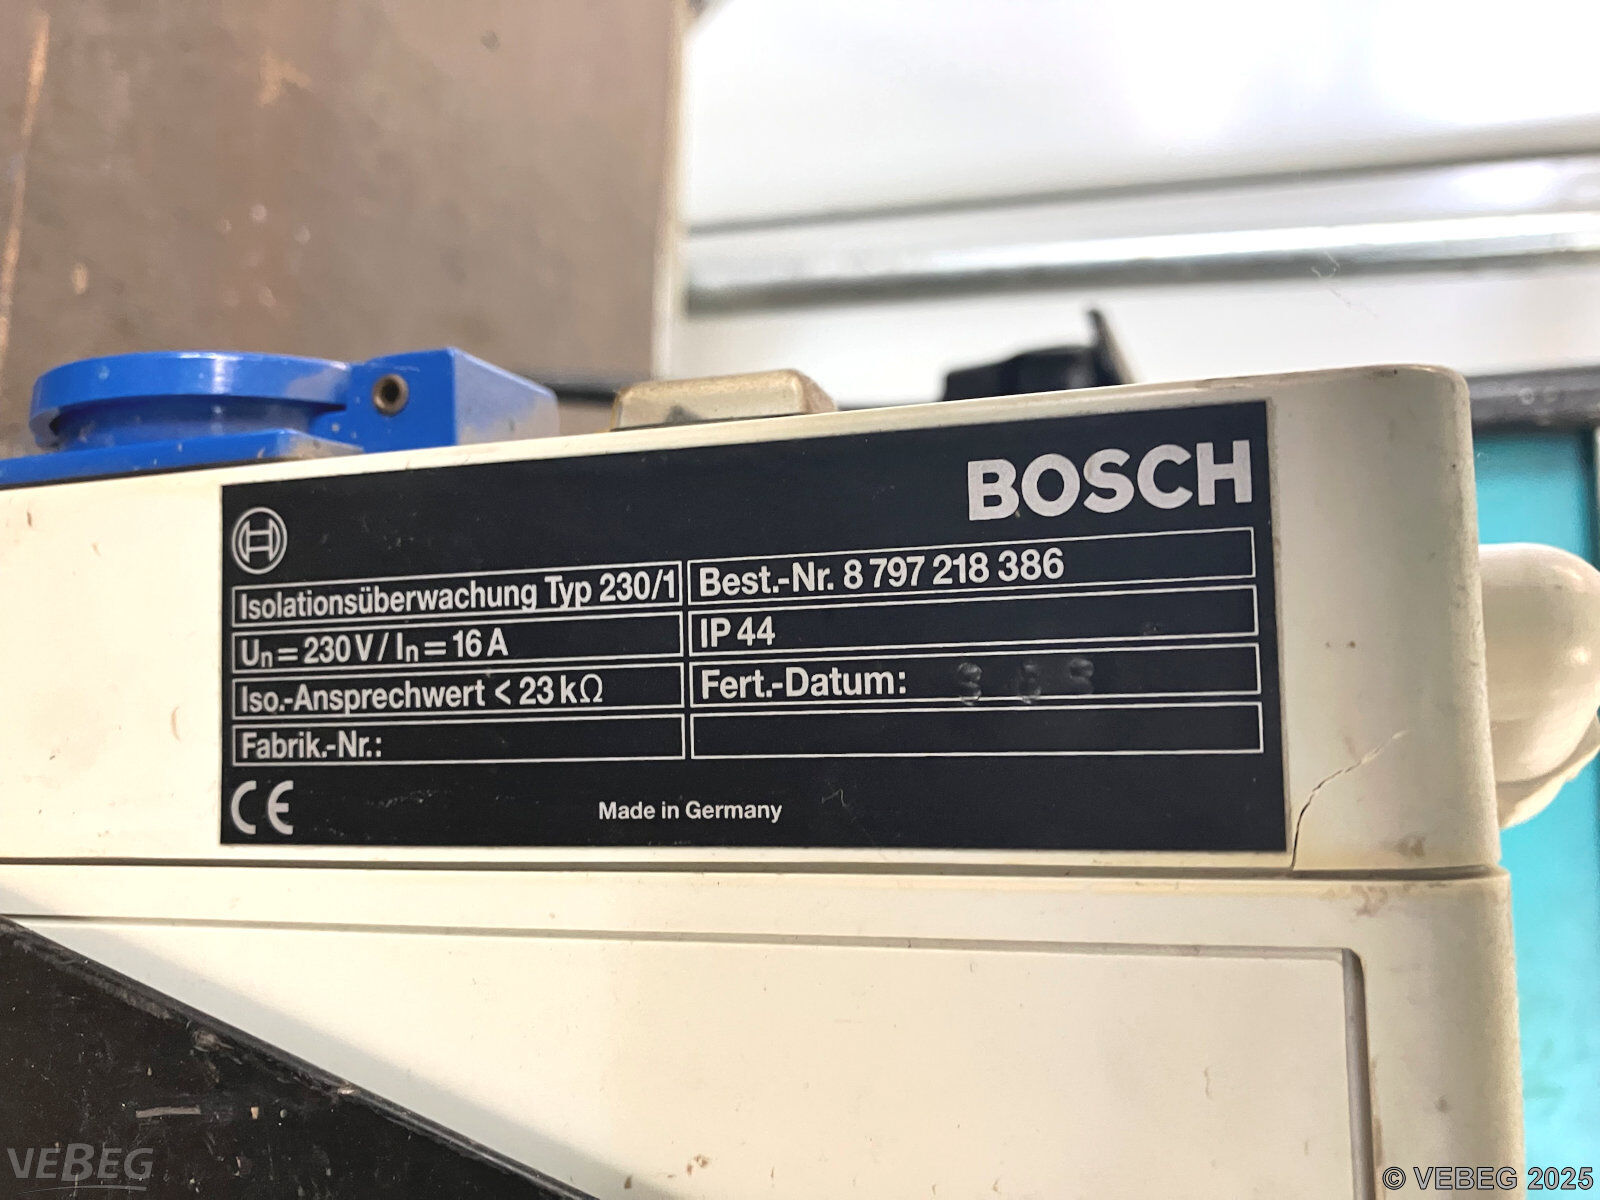 BOSCH
Isolationsüberwachung Typ 230/1
Best.-Nr. 8 797 218 386
Un = 230 V / In = 16 A
IP 44
Iso.-Ansprechwert < 23 kΩ
Fert.-Datum:
Fabrik.-Nr.:
CE
Made in Germany
VEBEG
© VEBEG 2025